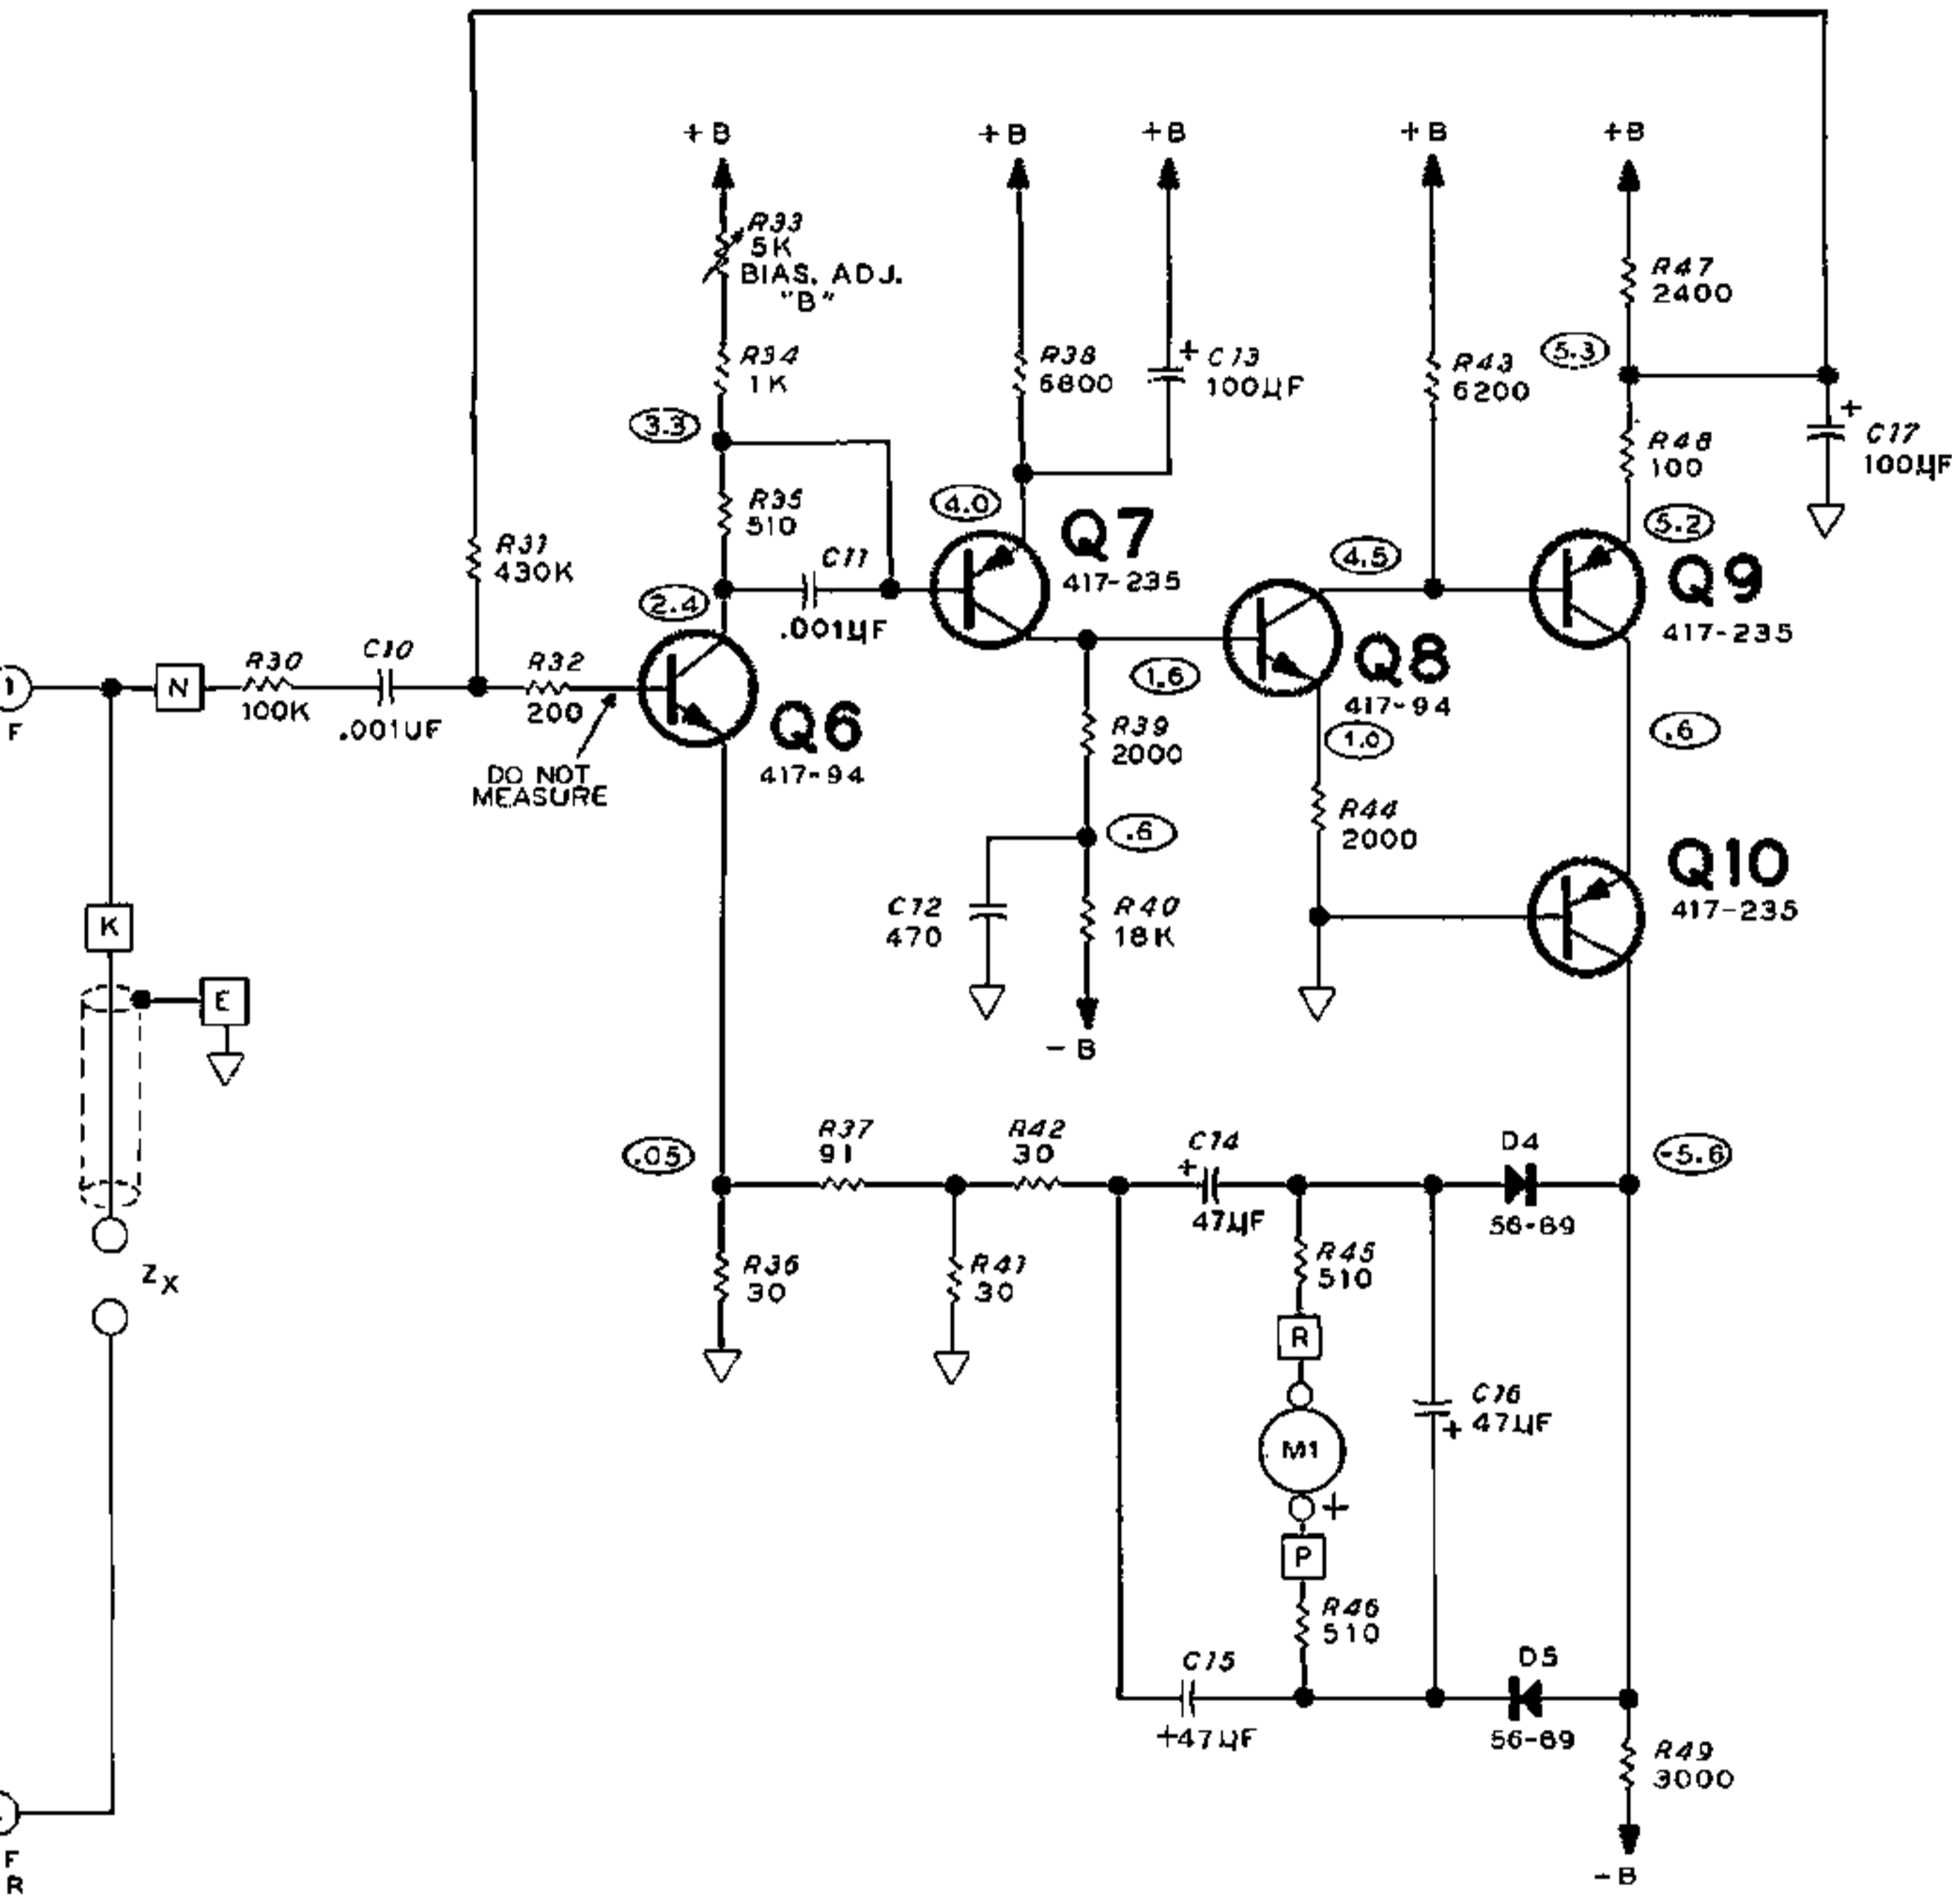 +B
+B
+B
+B
+B
R33
5K
BIAS. ADJ.
"B"
R47
2400
R34
1K
R38
6800
+
C13
100µF
R43
6200
5.3
+
C17
100µF
3.3
R48
100
R35
510
4.0
Q7
417-235
5.2
R31
430K
C11
.001µF
4.5
Q9
417-235
2.4
N
R30
100K
C10
.001UF
R32
200
1.6
Q8
417-94
F
Q6
417-94
R39
2000
1.0
.6
DO NOT
MEASURE
R44
2000
.6
Q10
417-235
K
C12
470
R40
18K
E
-B
.05
R37
91
R42
30
C14
+
47µF
D4
56-89
-5.6
R36
30
R41
30
R45
510
ZX
R
M1
+
C16
+ 47µF
P
R46
510
C15
+47µF
D5
56-89
R49
3000
F
R
-B